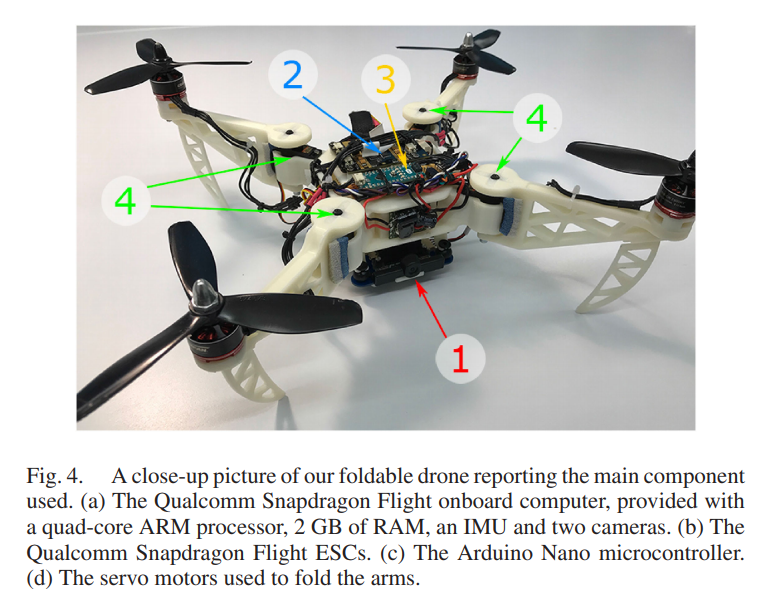 2
3
4
4
1
Fig. 4. A close-up picture of our foldable drone reporting the main component
used. (a) The Qualcomm Snapdragon Flight onboard computer, provided with
a quad-core ARM processor, 2 GB of RAM, an IMU and two cameras. (b) The
Qualcomm Snapdragon Flight ESCs. (c) The Arduino Nano microcontroller.
(d) The servo motors used to fold the arms.